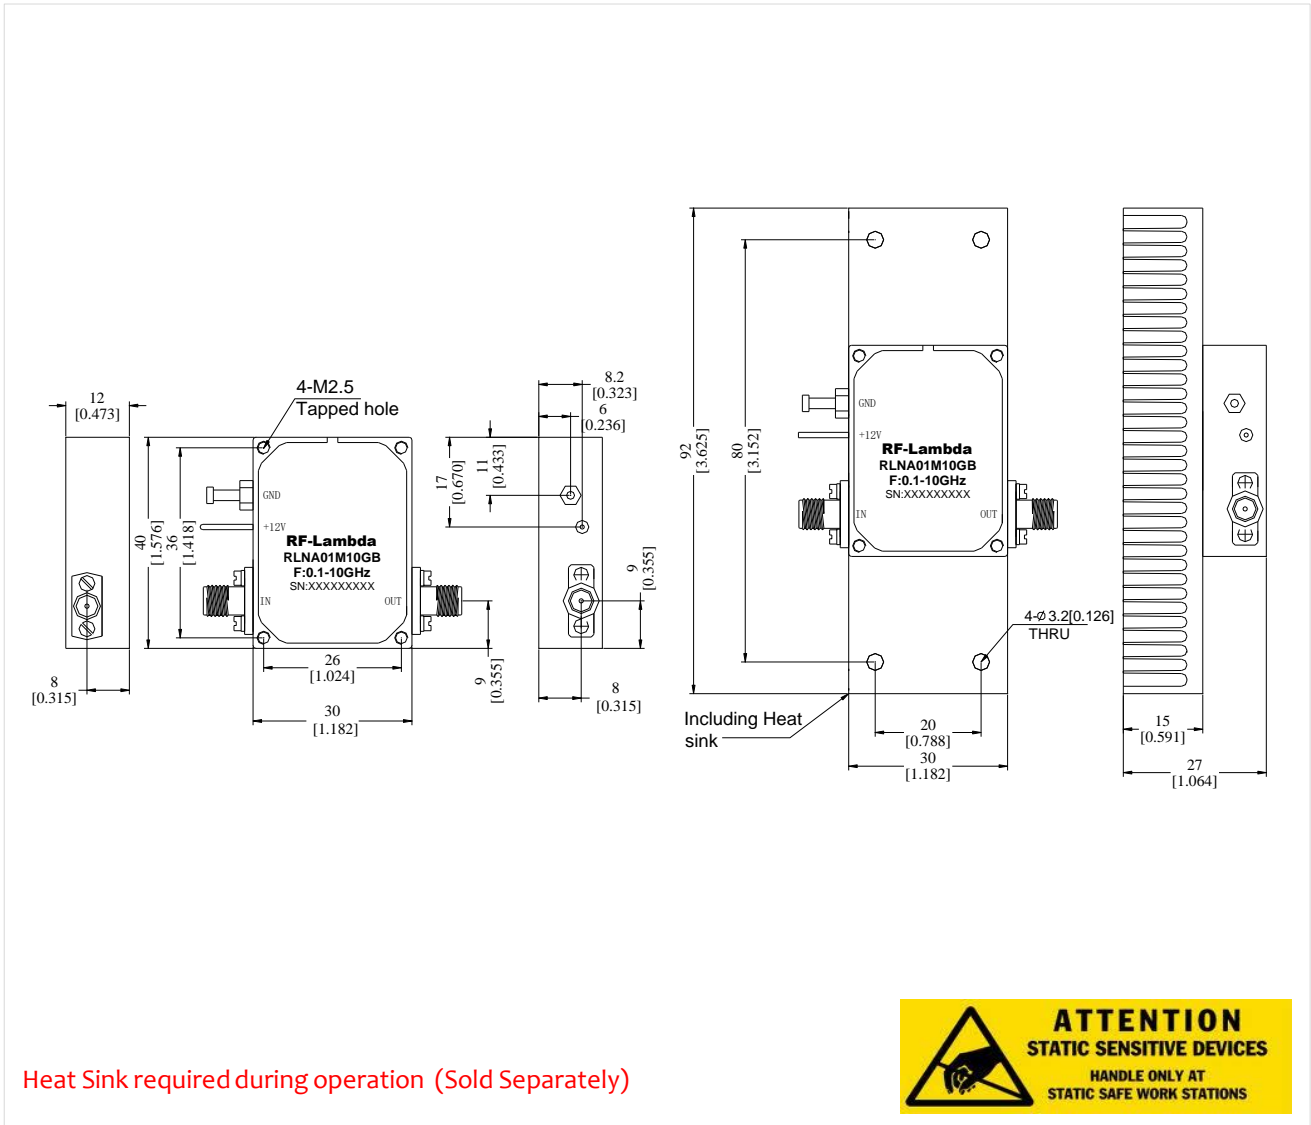 12
[0.473]
8
[0.315]
4-M2.5
Tapped hole
40
[1.576]
36
[1.418]
GND
+12V
RF-Lambda
RLNA01M10GB
F:0.1-10GHz
SN:XXXXXXXXX
IN
OUT
26
[1.024]
30
[1.182]
9
[0.355]
8.2
[0.323]
6
[0.236]
17
[0.670]
11
[0.433]
9
[0.355]
8
[0.315]
92
[3.625]
80
[3.152]
GND
+12V
RF-Lambda
RLNA01M10GB
F:0.1-10GHz
SN:XXXXXXXXX
IN
OUT
4-Ø3.2[0.126]
THRU
Including Heat
sink
20
[0.788]
30
[1.182]
15
[0.591]
27
[1.064]
Heat Sink required during operation (Sold Separately)
ATTENTION
STATIC SENSITIVE DEVICES
HANDLE ONLY AT
STATIC SAFE WORK STATIONS